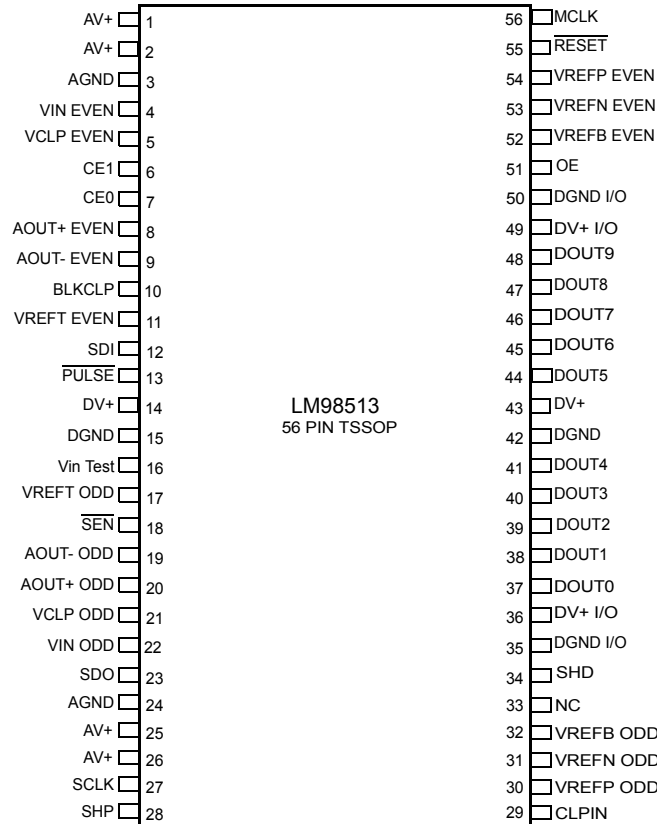 AV+ 1 56 MCLK
AV+ 2 55 RESET
AGND 3 54 VREFP EVEN
VIN EVEN 4 53 VREFN EVEN
VCLP EVEN 5 52 VREFB EVEN
CE1 6 51 OE
CE0 7 50 DGND I/O
AOUT+ EVEN 8 49 DV+ I/O
AOUT- EVEN 9 48 DOUT9
BLKCLP 10 47 DOUT8
VREFT EVEN 11 46 DOUT7
SDI 12 45 DOUT6
PULSE 13 44 DOUT5
DV+ 14 LM98513 43 DV+
56 PIN TSSOP
DGND 15 42 DGND
Vin Test 16 41 DOUT4
VREFT ODD 17 40 DOUT3
SEN 18 39 DOUT2
AOUT- ODD 19 38 DOUT1
AOUT+ ODD 20 37 DOUT0
VCLP ODD 21 36 DV+ I/O
VIN ODD 22 35 DGND I/O
SDO 23 34 SHD
AGND 24 33 NC
AV+ 25 32 VREFB ODD
AV+ 26 31 VREFN ODD
SCLK 27 30 VREFP ODD
SHP 28 29 CLPIN